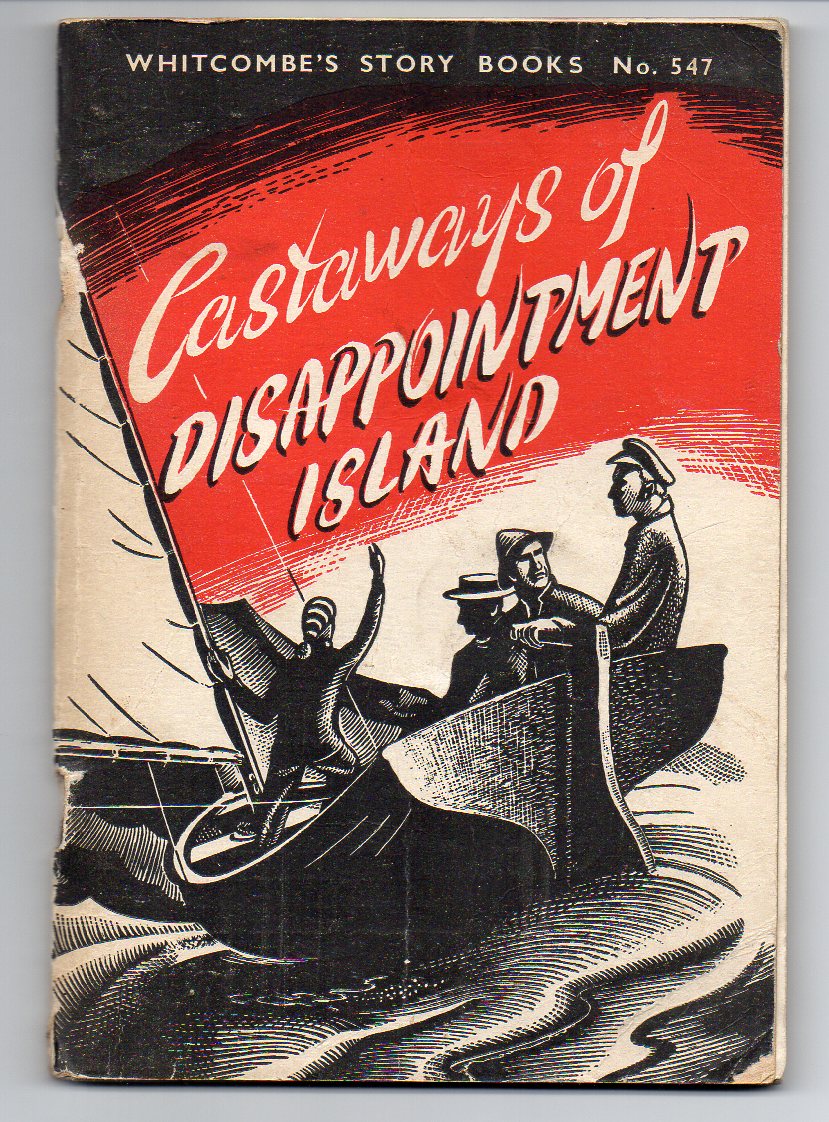 WHITCOMBE'S STORY BOOKS No. 547
Castaways of
DISAPPOINTMENT
ISLAND